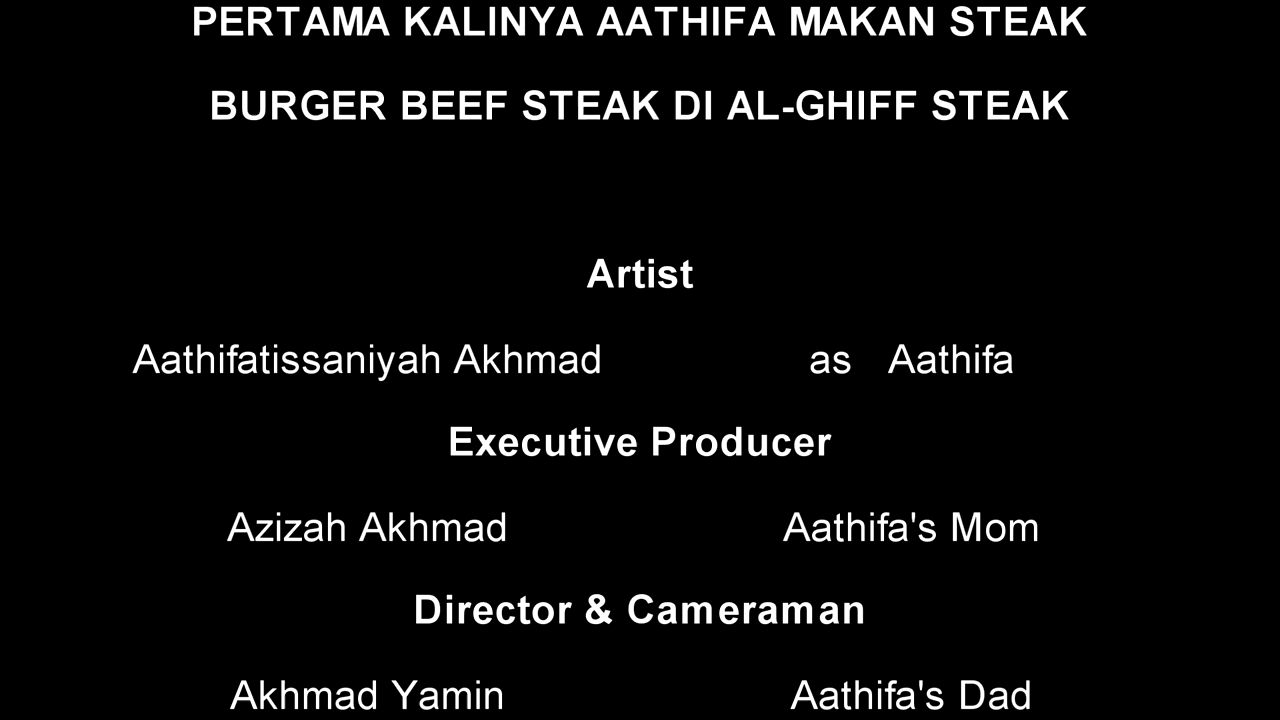 PERTAMA KALINYA AATHIFA MAKAN STEAK
BURGER BEEF STEAK DI AL-GHIFF STEAK
Artist
Aathifatissaniyah Akhmad as Aathifa
Executive Producer
Azizah Akhmad Aathifa's Mom
Director & Cameraman
Akhmad Yamin Aathifa's Dad